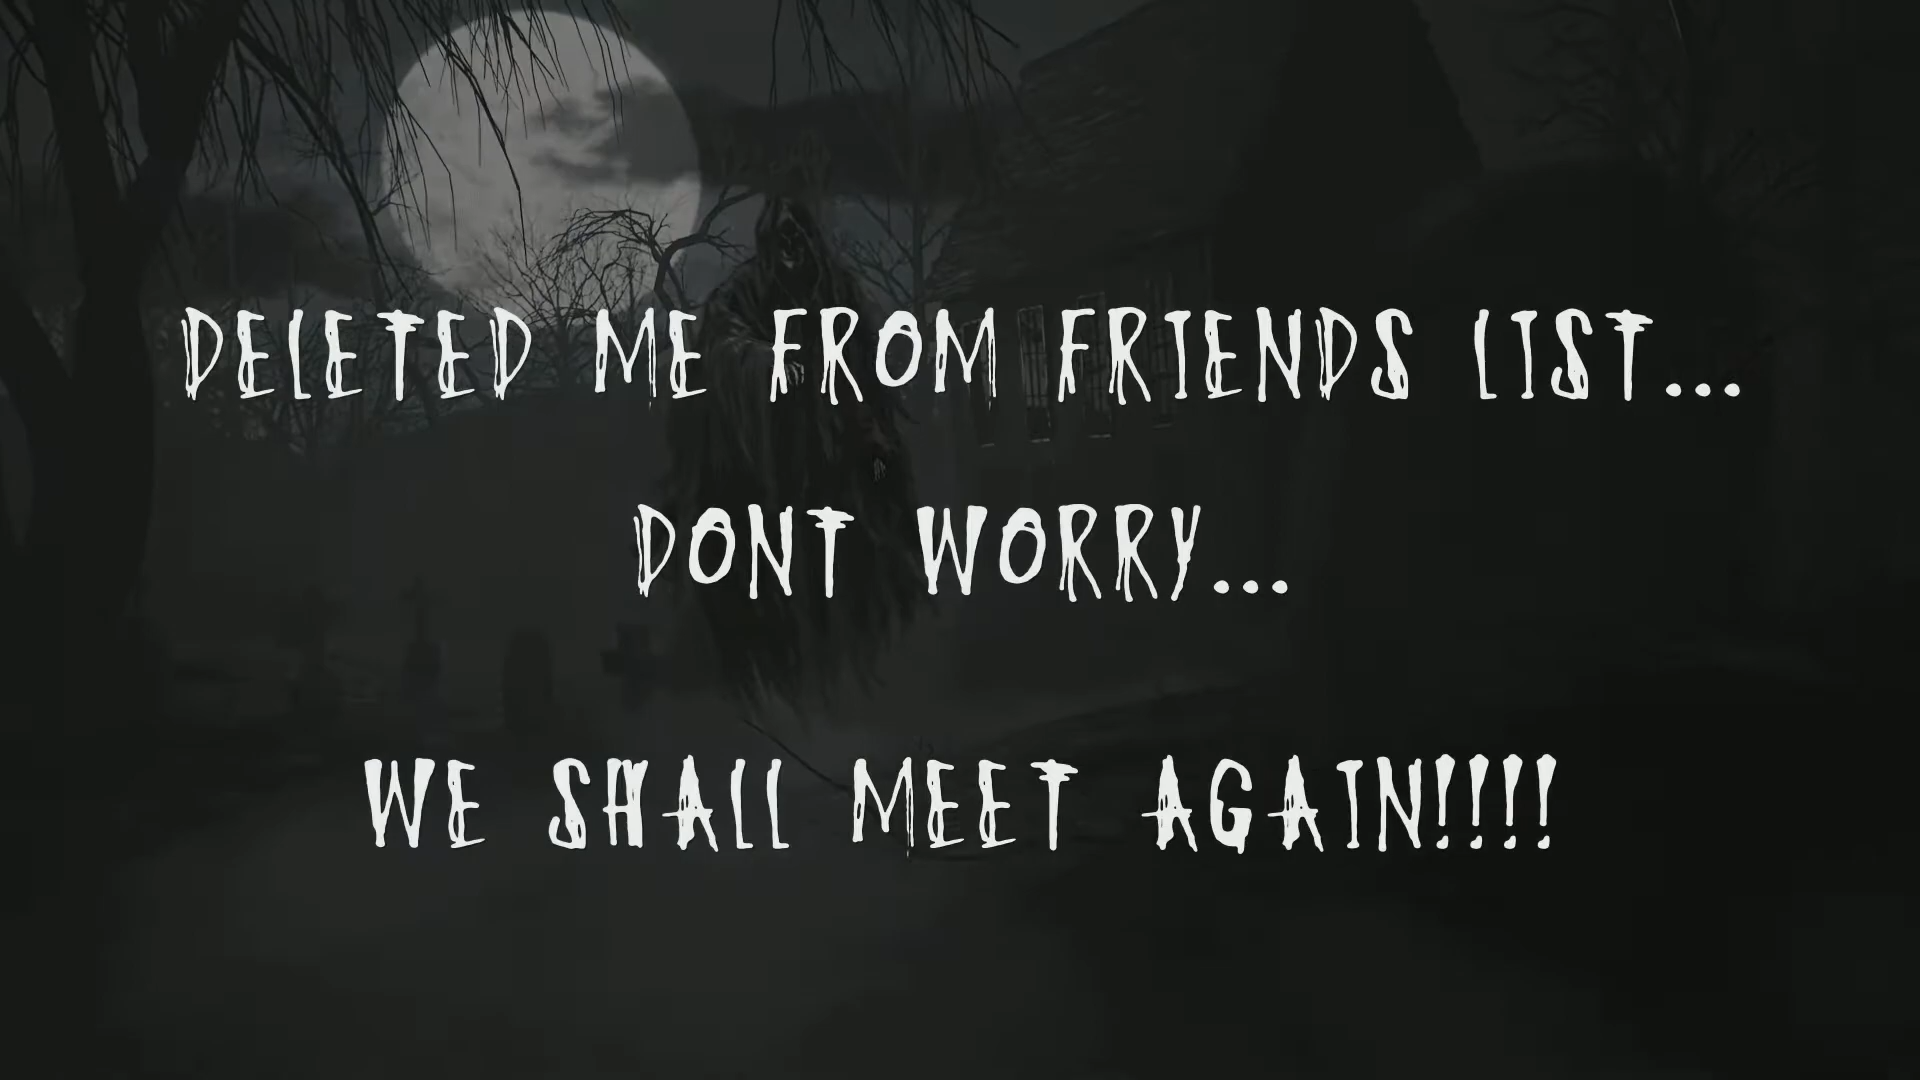 DELETED ME FROM FRIENDS LIST...
DONT WORRY...
WE SHALL MEET AGAIN!!!!